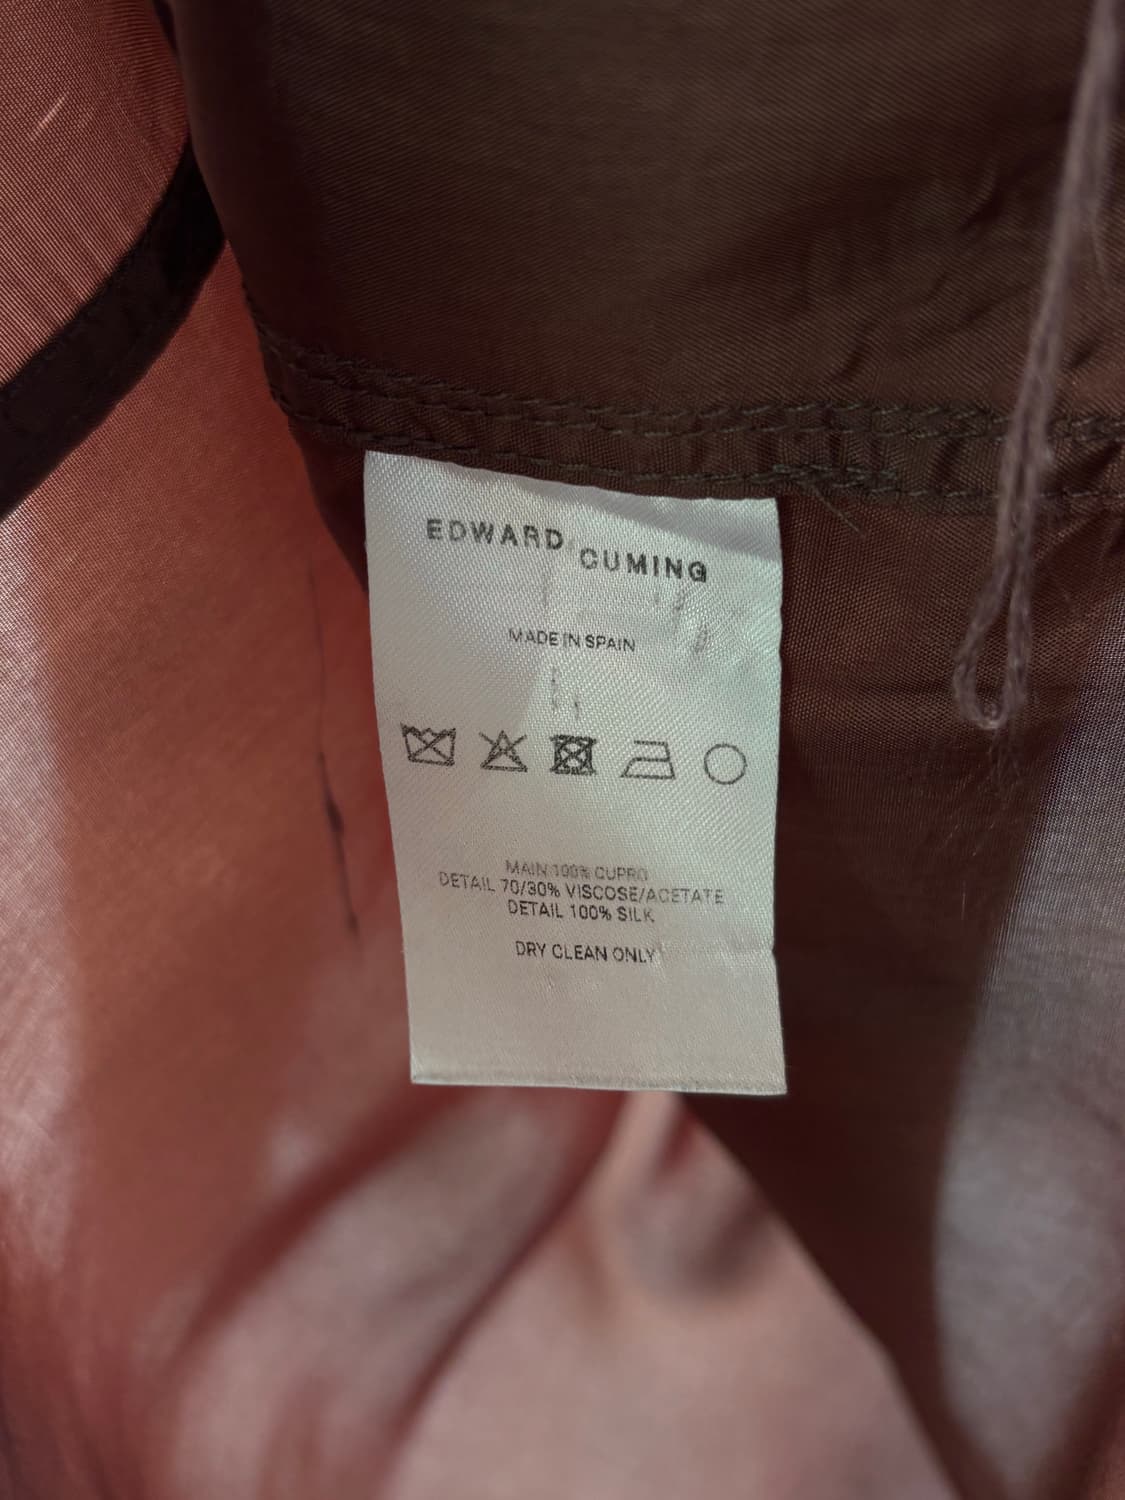 EDWARD CUMING
MADE IN SPAIN
MAIN 100% CUPRO
DETAIL 70/30% VISCOSE/ACETATE
DETAIL 100% SILK
DRY CLEAN ONLY